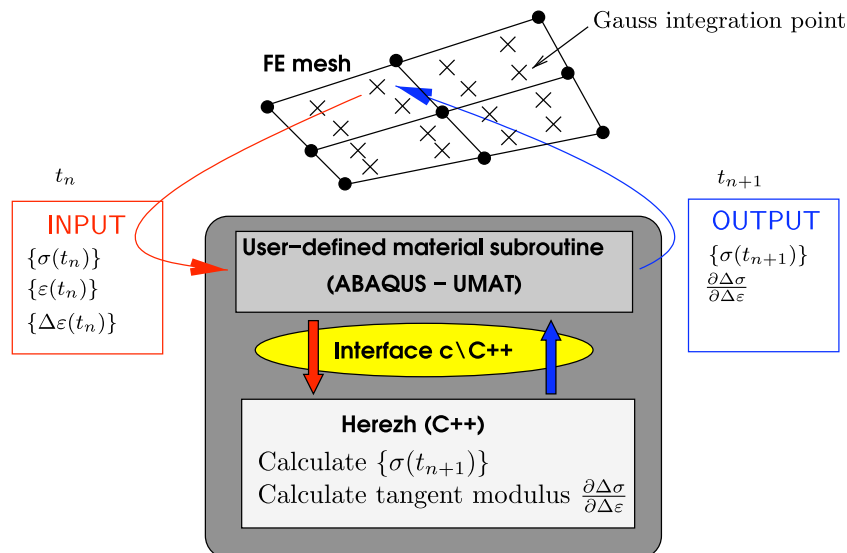 Gauss integration point
FE mesh
t_n
INPUT
{σ(t_n)}
{ε(t_n)}
{Δε(t_n)}
User–defined material subroutine
(ABAQUS – UMAT)
Interface c\C++
Herezh (C++)
Calculate {σ(t_{n+1})}
Calculate tangent modulus ∂Δσ/∂Δε
t_{n+1}
OUTPUT
{σ(t_{n+1})}
∂Δσ/∂Δε